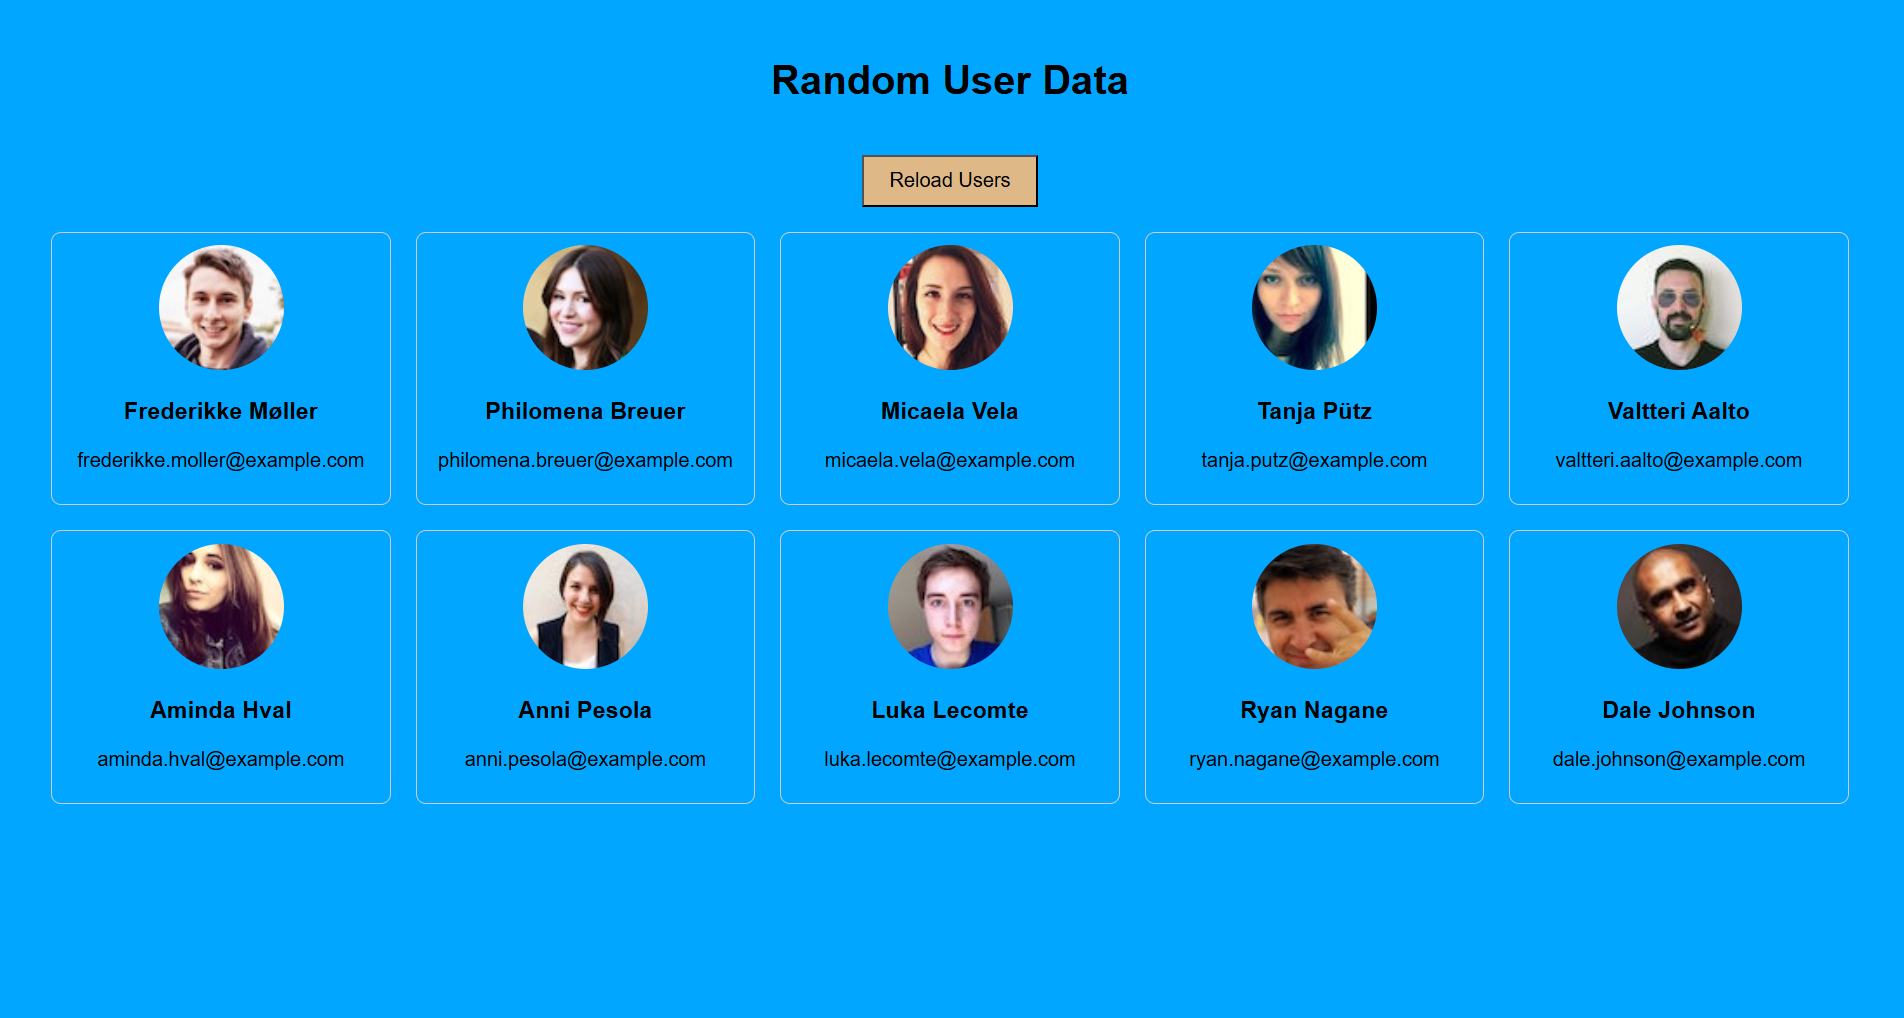 Random User Data
Reload Users
Frederikke Møller
frederikke.moller@example.com
Philomena Breuer
philomena.breuer@example.com
Micaela Vela
micaela.vela@example.com
Tanja Pütz
tanja.putz@example.com
Valtteri Aalto
valtteri.aalto@example.com
Aminda Hval
aminda.hval@example.com
Anni Pesola
anni.pesola@example.com
Luka Lecomte
luka.lecomte@example.com
Ryan Nagane
ryan.nagane@example.com
Dale Johnson
dale.johnson@example.com